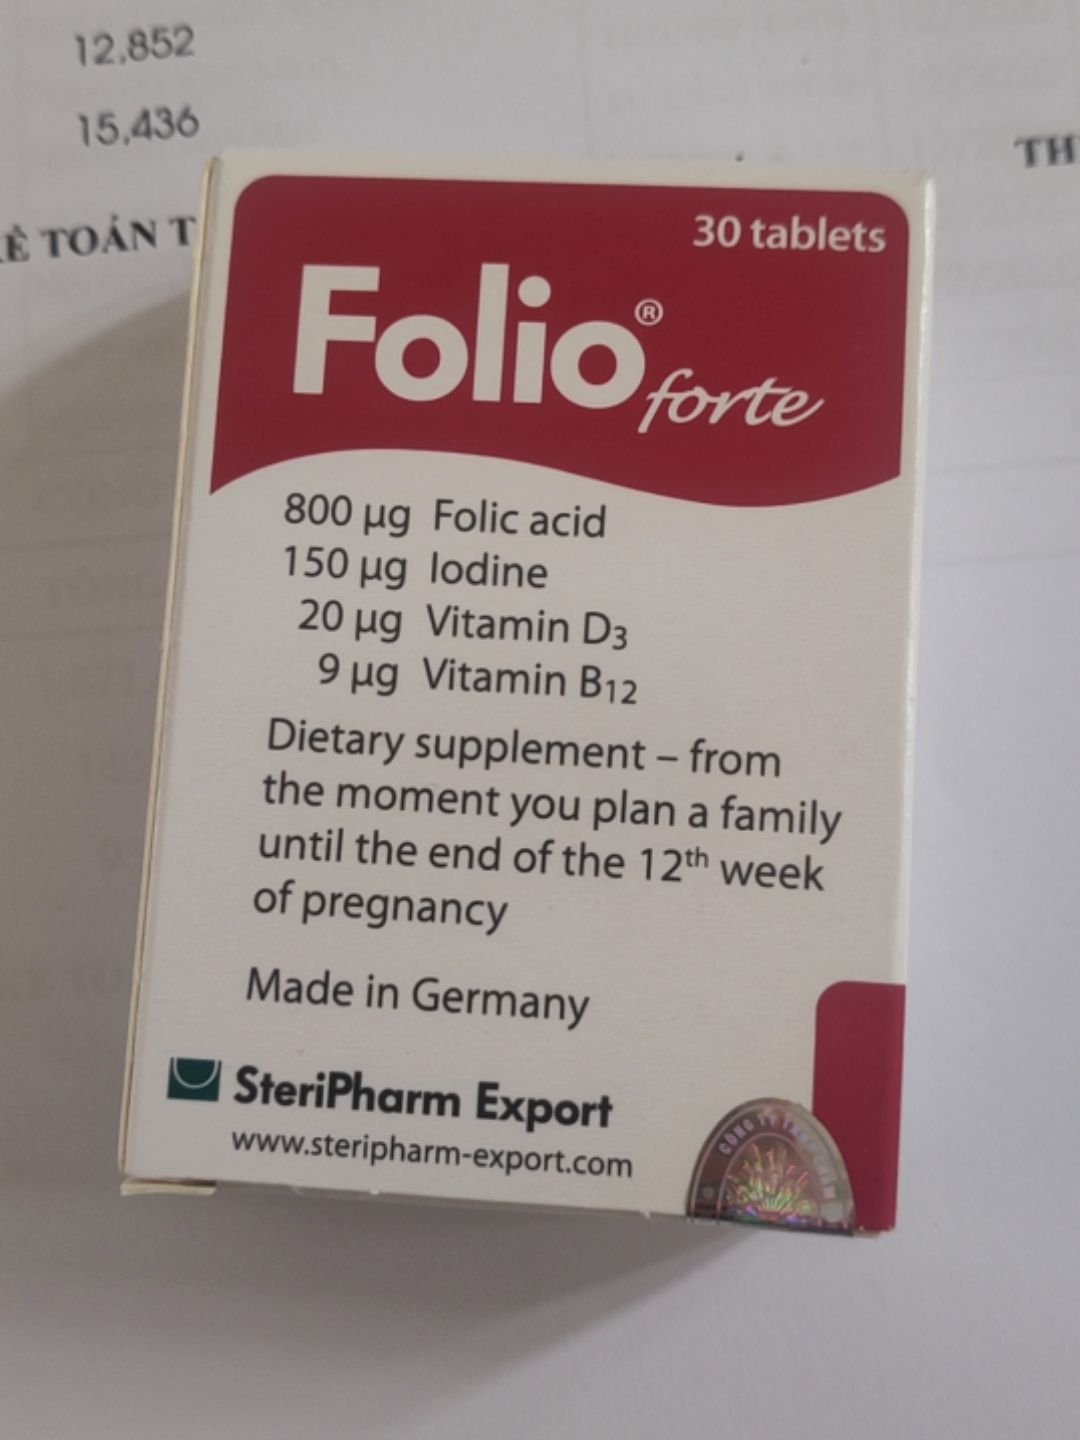 12,852
15,436
TOÁN T
TH
30 tablets
Folio®
forte
800 µg Folic acid
150 µg Iodine
20 µg Vitamin D3
9 µg Vitamin B12
Dietary supplement – from
the moment you plan a family
until the end of the 12th week
of pregnancy
Made in Germany
SteriPharm Export
www.steripharm-export.com
CÔNG TY